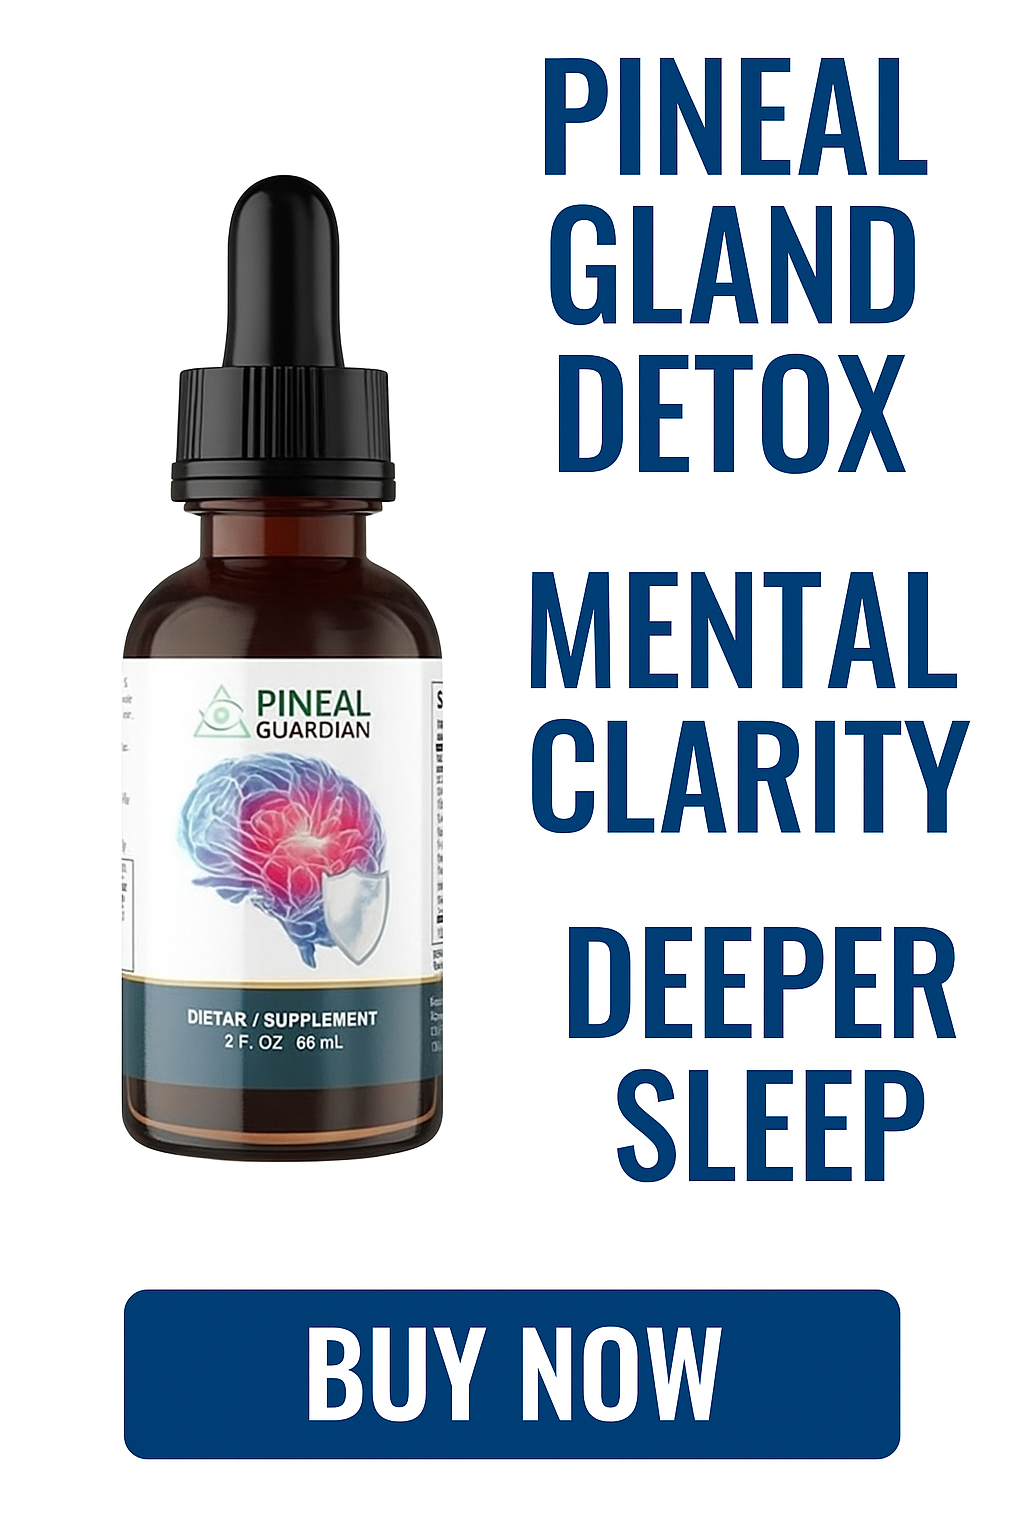 PINEAL
GLAND
DETOX
MENTAL
CLARITY
DEEPER
SLEEP
PINEAL
GUARDIAN
DIETAR / SUPPLEMENT
2 F. OZ 66 mL
BUY NOW